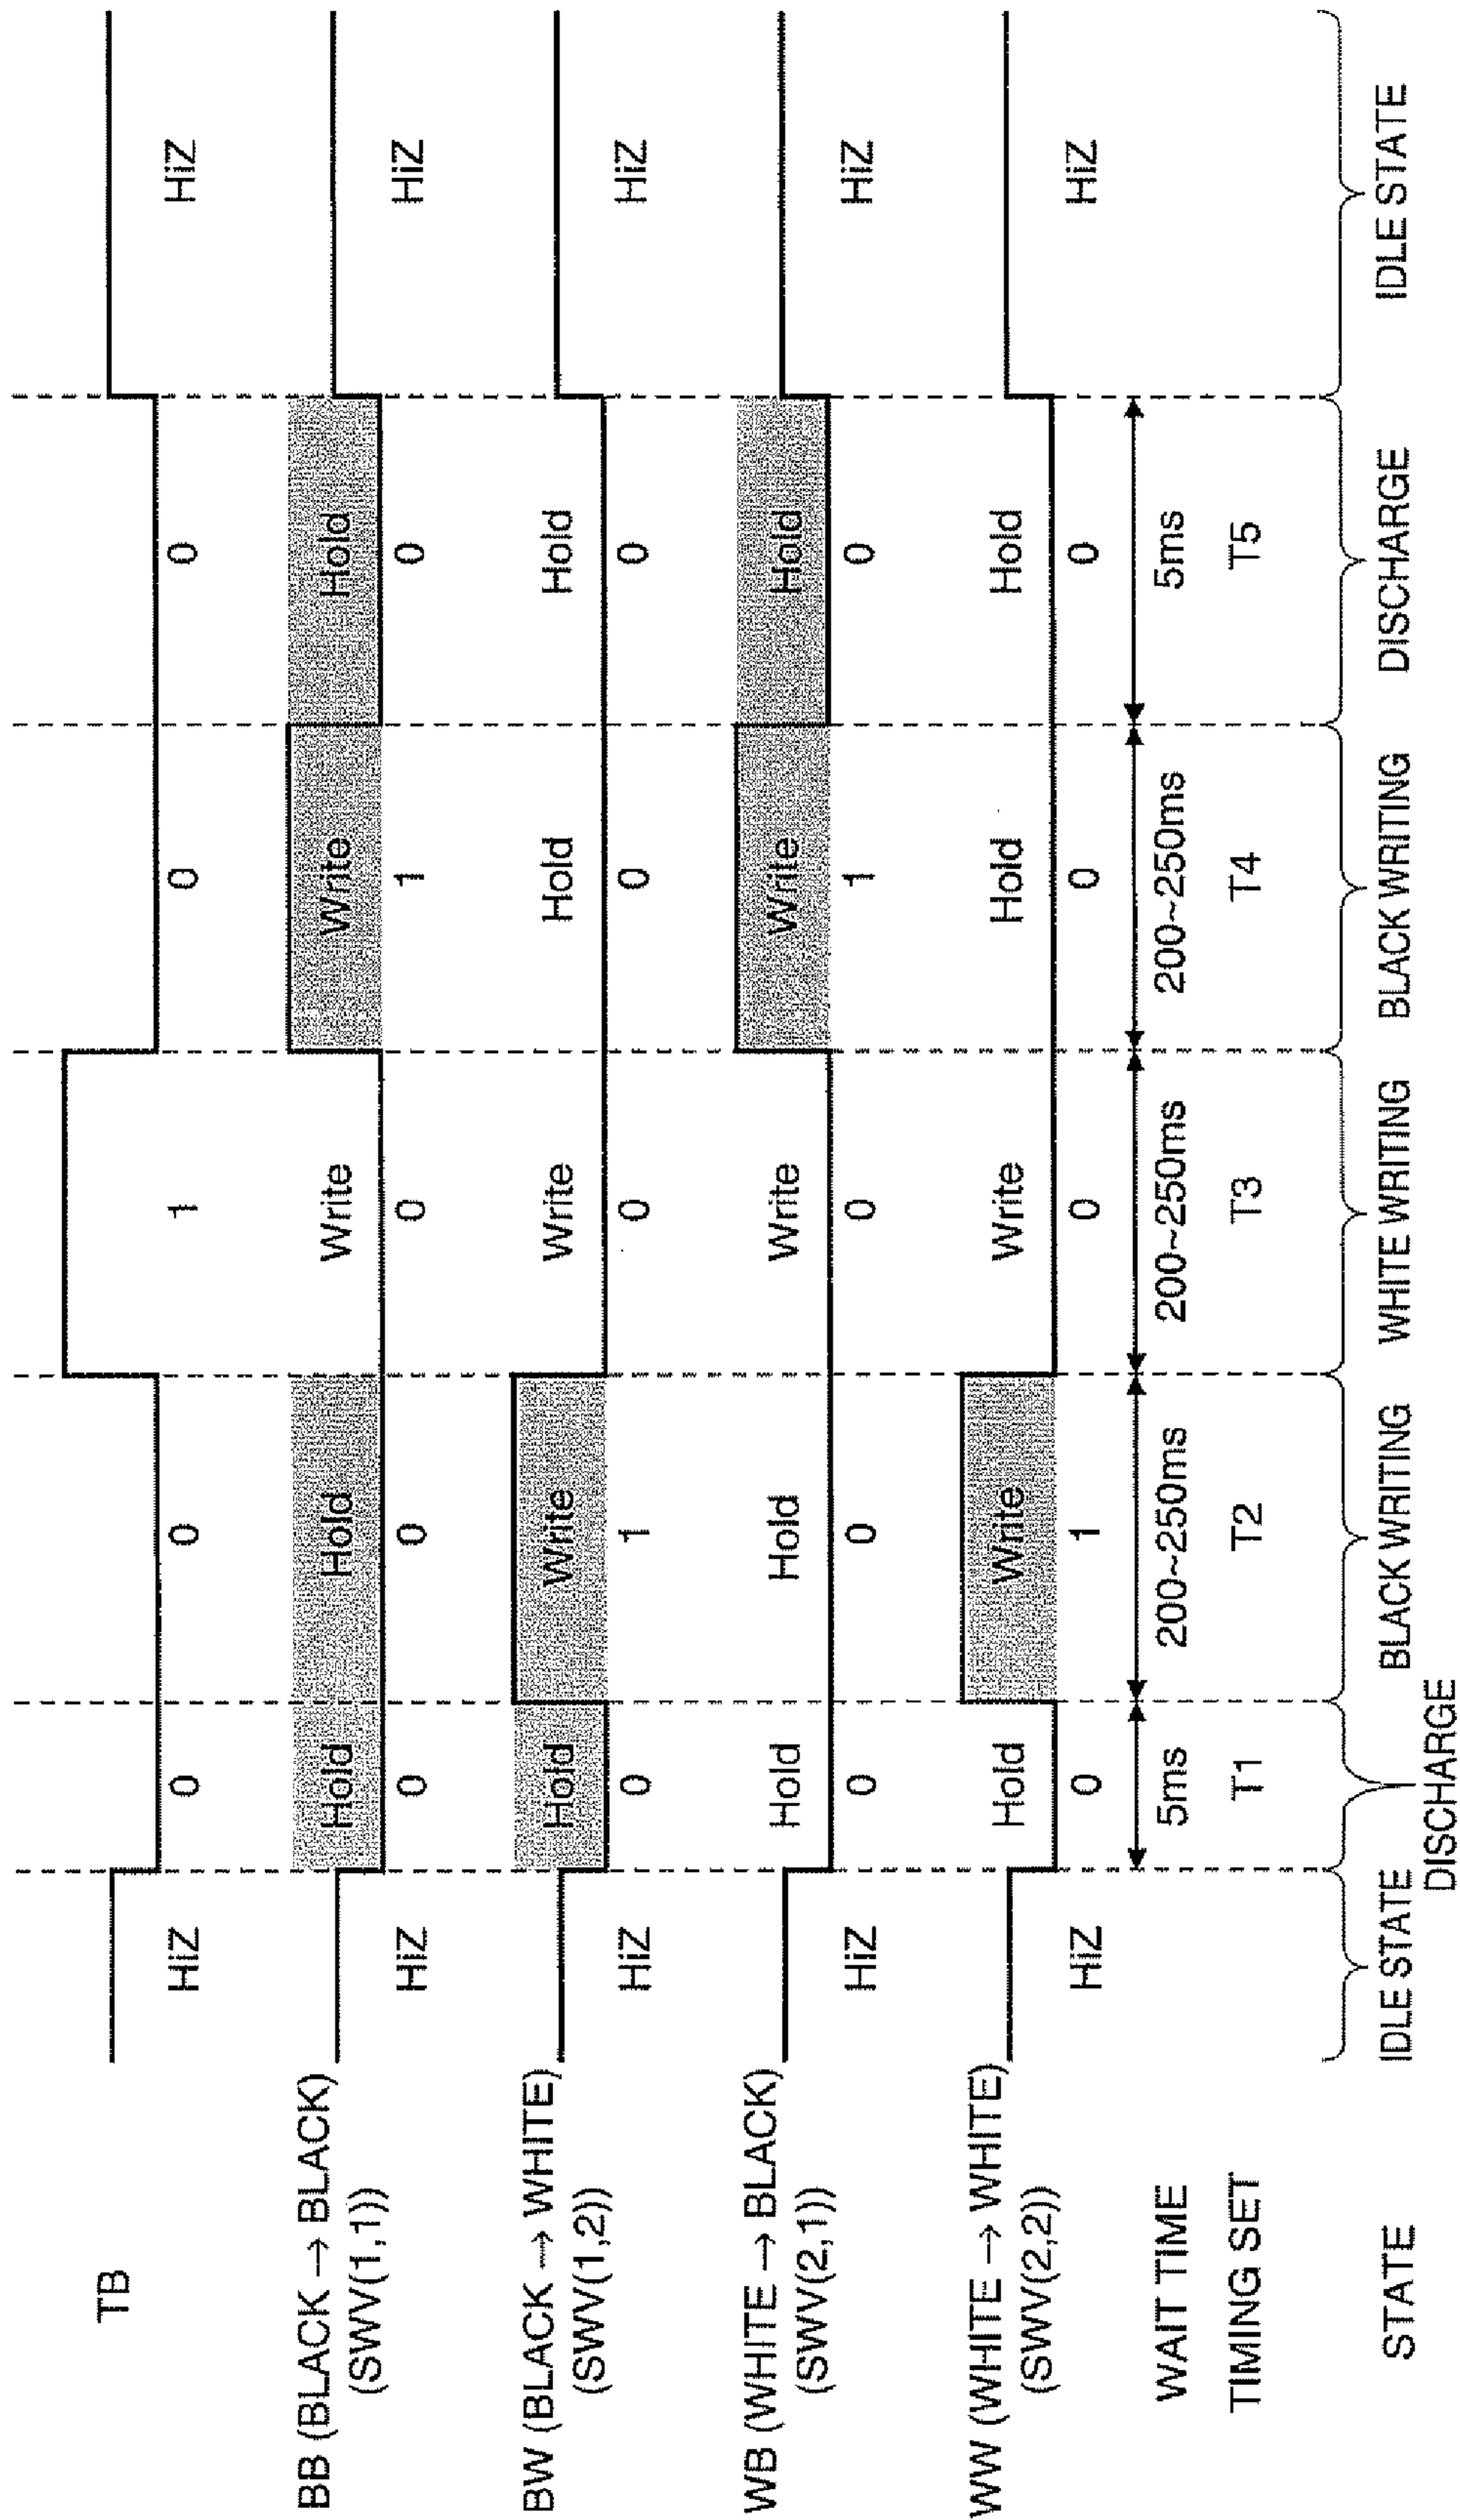 TB
HiZ
0
0
1
0
0
HiZ
BB (BLACK → BLACK)
(SWV(1,1))
Hold
Hold
Write
Write
Hold
HiZ
0
0
0
1
0
HiZ
BW (BLACK → WHITE)
(SWV(1,2))
Hold
Write
Write
Hold
Hold
HiZ
0
1
0
0
0
HiZ
WB (WHITE → BLACK)
(SWV(2,1))
Hold
Hold
Write
Write
Hold
HiZ
0
0
0
1
0
HiZ
WW (WHITE → WHITE)
(SWV(2,2))
Hold
Write
Write
Hold
Hold
HiZ
0
1
0
0
0
HiZ
WAIT TIME
5ms
200~250ms
200~250ms
200~250ms
5ms
TIMING SET
T1
T2
T3
T4
T5
STATE
IDLE STATE
DISCHARGE
BLACK WRITING
WHITE WRITING
BLACK WRITING
DISCHARGE
IDLE STATE